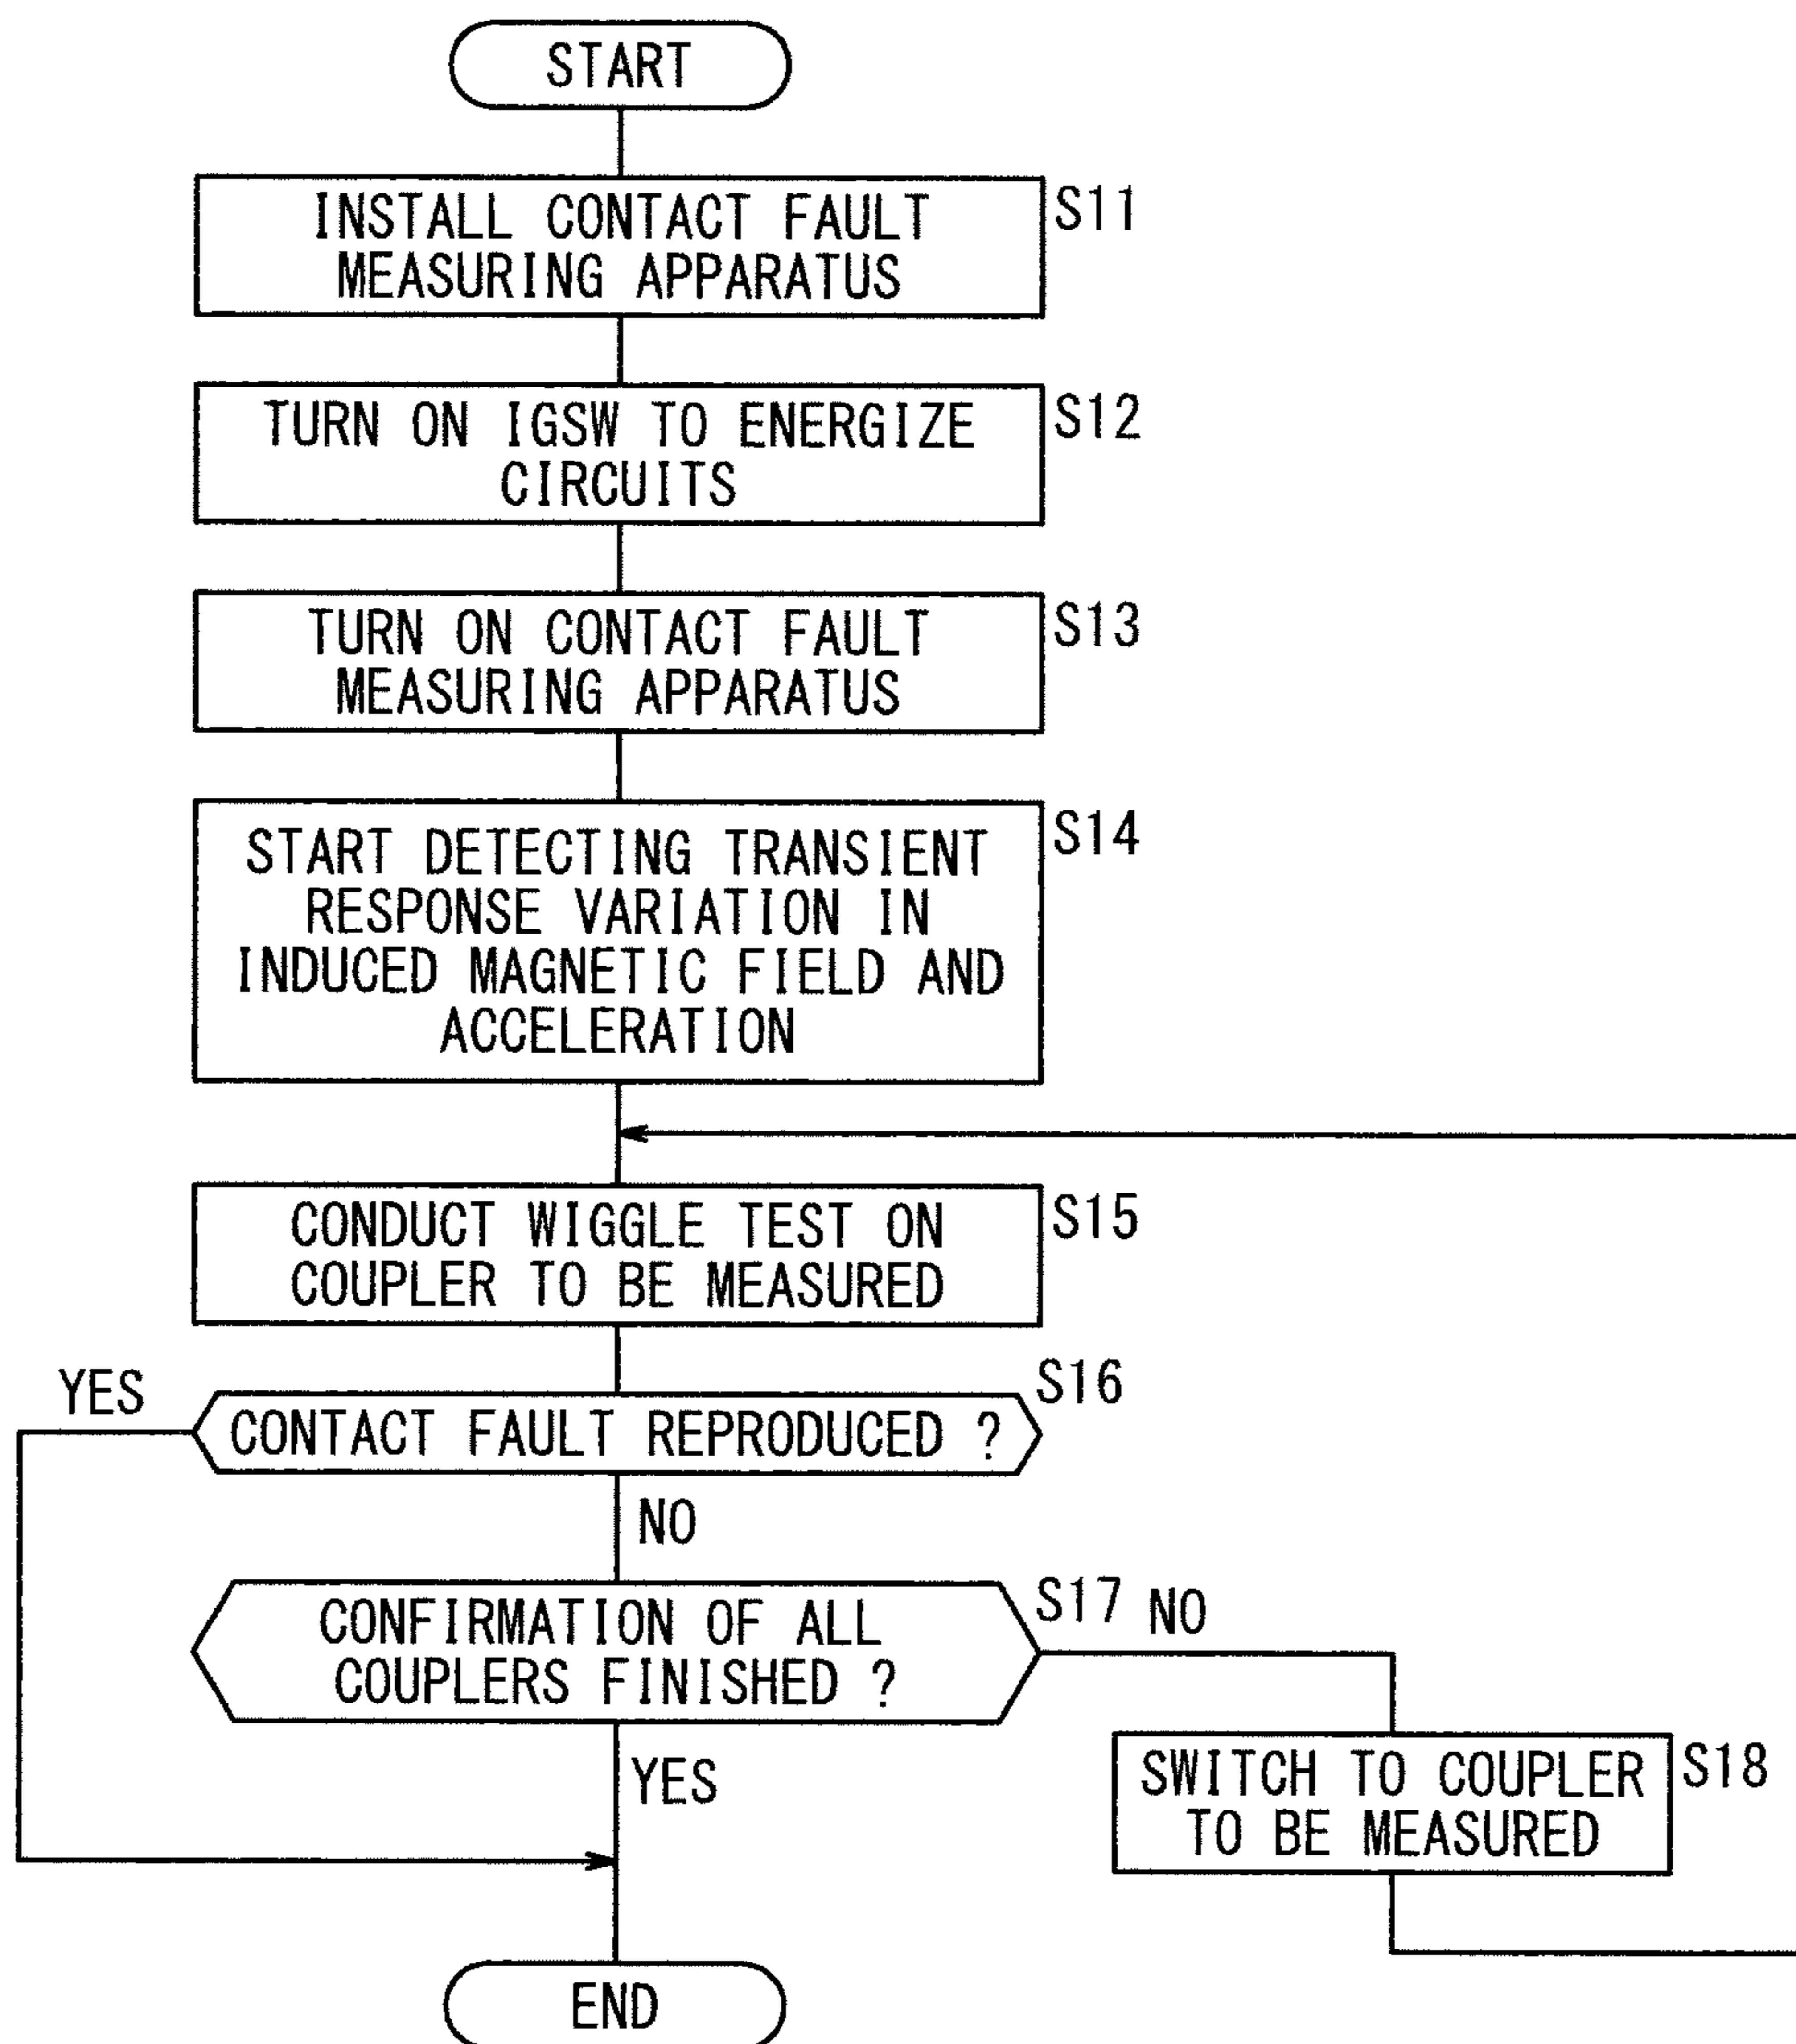 START
INSTALL CONTACT FAULT
MEASURING APPARATUS
S11
TURN ON IGSW TO ENERGIZE
CIRCUITS
S12
TURN ON CONTACT FAULT
MEASURING APPARATUS
S13
START DETECTING TRANSIENT
RESPONSE VARIATION IN
INDUCED MAGNETIC FIELD AND
ACCELERATION
S14
CONDUCT WIGGLE TEST ON
COUPLER TO BE MEASURED
S15
YES
CONTACT FAULT REPRODUCED ?
S16
NO
CONFIRMATION OF ALL
COUPLERS FINISHED ?
S17
NO
YES
SWITCH TO COUPLER
TO BE MEASURED
S18
END